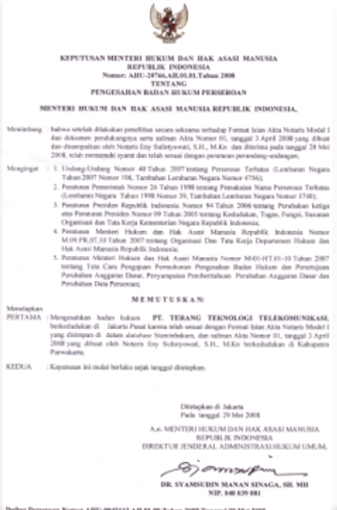 KEPUTUSAN MENTERI HUKUM DAN HAK ASASI MANUSIA
REPUBLIK INDONESIA
Nomor: AHU-28766.AH.01.01.Tahun 2008
TENTANG
PENGESAHAN BADAN HUKUM PERSEROAN
MENTERI HUKUM DAN HAK ASASI MANUSIA REPUBLIK INDONESIA,
Menimbang : bahwa setelah dilakukan penelitian secara seksama terhadap Format Isian Akta Notaris Model I
dan dokumen pendukungnya serta salinan Akta Nomor 01, tanggal 3 April 2008 yang dibuat
dan disampaikan oleh Notaris Eny Sulistyowati, S.H., M.Kn dan diterima pada tanggal 28 Mei
2008, telah memenuhi syarat dan telah sesuai dengan peraturan perundang-undangan;
Mengingat : 1. Undang-Undang Nomor 40 Tahun 2007 tentang Perseroan Terbatas (Lembaran Negara
Tahun 2007 Nomor 106, Tambahan Lembaran Negara Nomor 4756);
2. Peraturan Pemerintah Nomor 26 Tahun 1998 tentang Pemakaian Nama Perseroan Terbatas
(Lembaran Negara Tahun 1998 Nomor 39, Tambahan Lembaran Negara Nomor 3740);
3. Peraturan Presiden Republik Indonesia Nomor 94 Tahun 2006 tentang Perubahan ketiga
atas Peraturan Presiden Nomor 09 Tahun 2005 tentang Kedudukan, Tugas, Fungsi, Susunan
Organisasi dan Tata Kerja Kementerian Negara Republik Indonesia;
4. Peraturan Menteri Hukum dan Hak Asasi Manusia Republik Indonesia Nomor
M.09-PR.07.10 Tahun 2007 tentang Organisasi Dan Tata Kerja Departemen Hukum dan
Hak Asasi Manusia Republik Indonesia;
5. Peraturan Menteri Hukum dan Hak Asasi Manusia Nomor M-01-HT.01-10 Tahun 2007
tentang Tata Cara Pengajuan Permohonan Pengesahan Badan Hukum dan Persetujuan
Perubahan Anggaran Dasar, Penyampaian Pemberitahuan Perubahan Anggaran Dasar dan
Perubahan Data Perseroan;
M E M U T U S K A N :
Menetapkan
PERTAMA : Mengesahkan badan hukum PT. TERANG TEKNOLOGI TELEKOMUNIKASI,
berkedudukan di Jakarta Pusat karena telah sesuai dengan Format Isian Akta Notaris Model I
yang disimpan di dalam database Sisminbakum, dan salinan Akta Nomor 01, tanggal 3 April
2008 yang dibuat oleh Notaris Eny Sulistyowati, S.H., M.Kn berkedudukan di Kabupaten
Purwakarta.
KEDUA : Keputusan ini mulai berlaku sejak tanggal ditetapkan.
Ditetapkan di Jakarta
Pada tanggal 29 Mei 2008
A.n MENTERI HUKUM DAN HAK ASASI MANUSIA
REPUBLIK INDONESIA
DIREKTUR JENDERAL ADMINISTRASI HUKUM UMUM,
DR. SYAMSUDIN MANAN SINAGA, SH. MH
NIP. 040 039 881